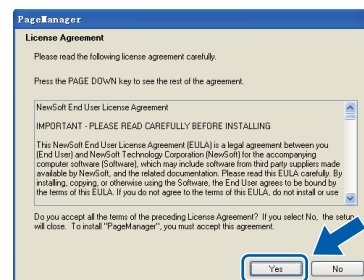 PageManager
License Agreement
Please read the following license agreement carefully.
Press the PAGE DOWN key to see the rest of the agreement.
NewSoft End User License Agreement
IMPORTANT - PLEASE READ CAREFULLY BEFORE INSTALLING
This NewSoft End User License Agreement (EULA) is a legal agreement between you
(End User) and NewSoft Technology Corporation (NewSoft) for the accompanying
computer software (Software), which may include software from third party suppliers made
available by NewSoft, and the related documentation. Please read this EULA carefully. By
installing, copying, or otherwise using the Software, the End User agrees to be bound by
the terms of this EULA. If you do not agree to the terms of this EULA, do not install or use
Do you accept all the terms of the preceding License Agreement? If you select No, the setup
will close. To install "PageManager", you must accept this agreement.
Yes
No